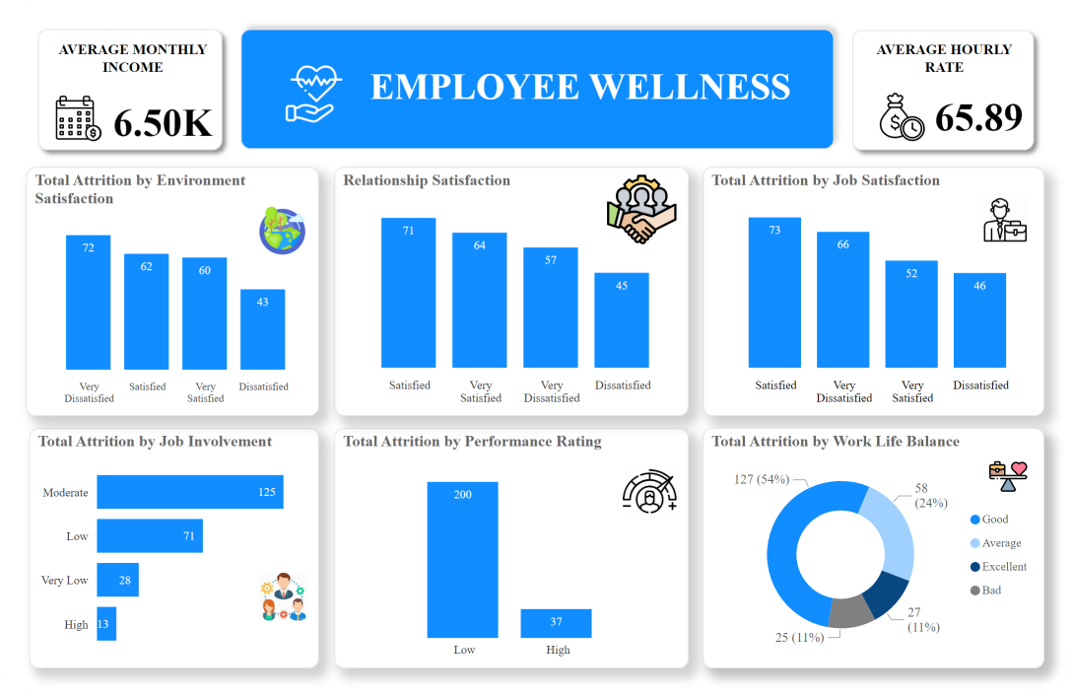 AVERAGE MONTHLY
INCOME
6.50K
EMPLOYEE WELLNESS
AVERAGE HOURLY
RATE
65.89
Total Attrition by Environment
Satisfaction
72
62
60
43
Very
Dissatisfied
Satisfied
Very
Satisfied
Dissatisfied
Relationship Satisfaction
71
64
57
45
Satisfied
Very
Satisfied
Very
Dissatisfied
Dissatisfied
Total Attrition by Job Satisfaction
73
66
52
46
Satisfied
Very
Dissatisfied
Very
Satisfied
Dissatisfied
Total Attrition by Job Involvement
Moderate 125
Low 71
Very Low 28
High 13
Total Attrition by Performance Rating
200
37
Low
High
Total Attrition by Work Life Balance
127 (54%)
58
(24%)
27
(11%)
25 (11%)
Good
Average
Excellent
Bad